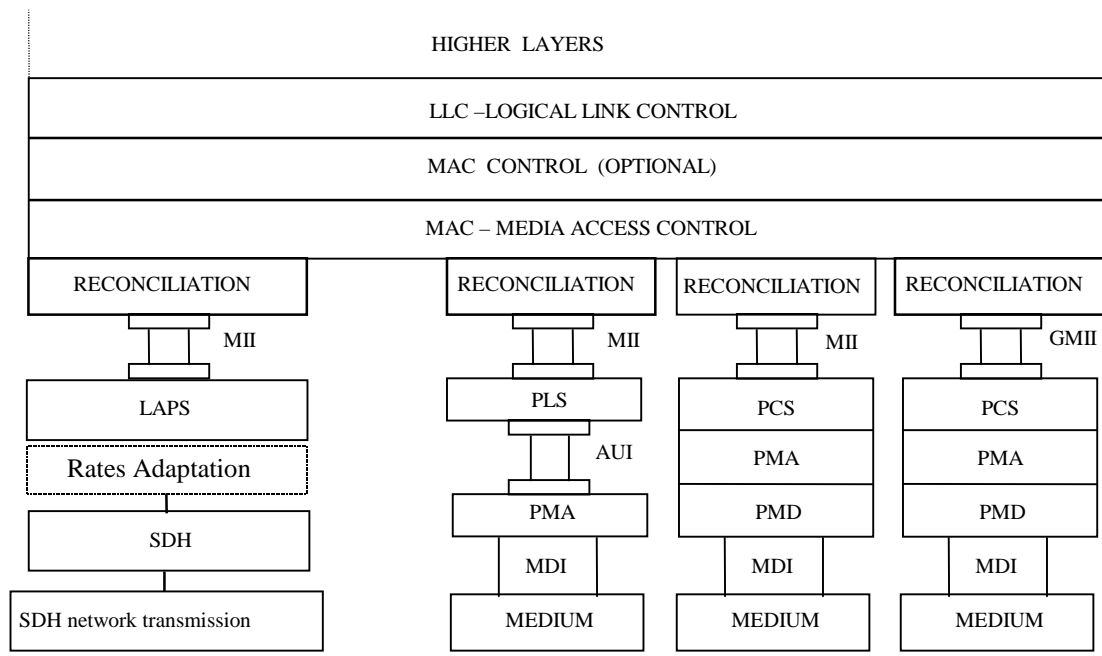 HIGHER LAYERS
LLC –LOGICAL LINK CONTROL
MAC CONTROL (OPTIONAL)
MAC – MEDIA ACCESS CONTROL
RECONCILIATION RECONCILIATION RECONCILIATION RECONCILIATION
MII MII MII GMII
LAPS PLS PCS PCS
AUI
Rates Adaptation PMA PMA
PMA PMD PMD
SDH
MDI MDI MDI
SDH network transmission MEDIUM MEDIUM MEDIUM